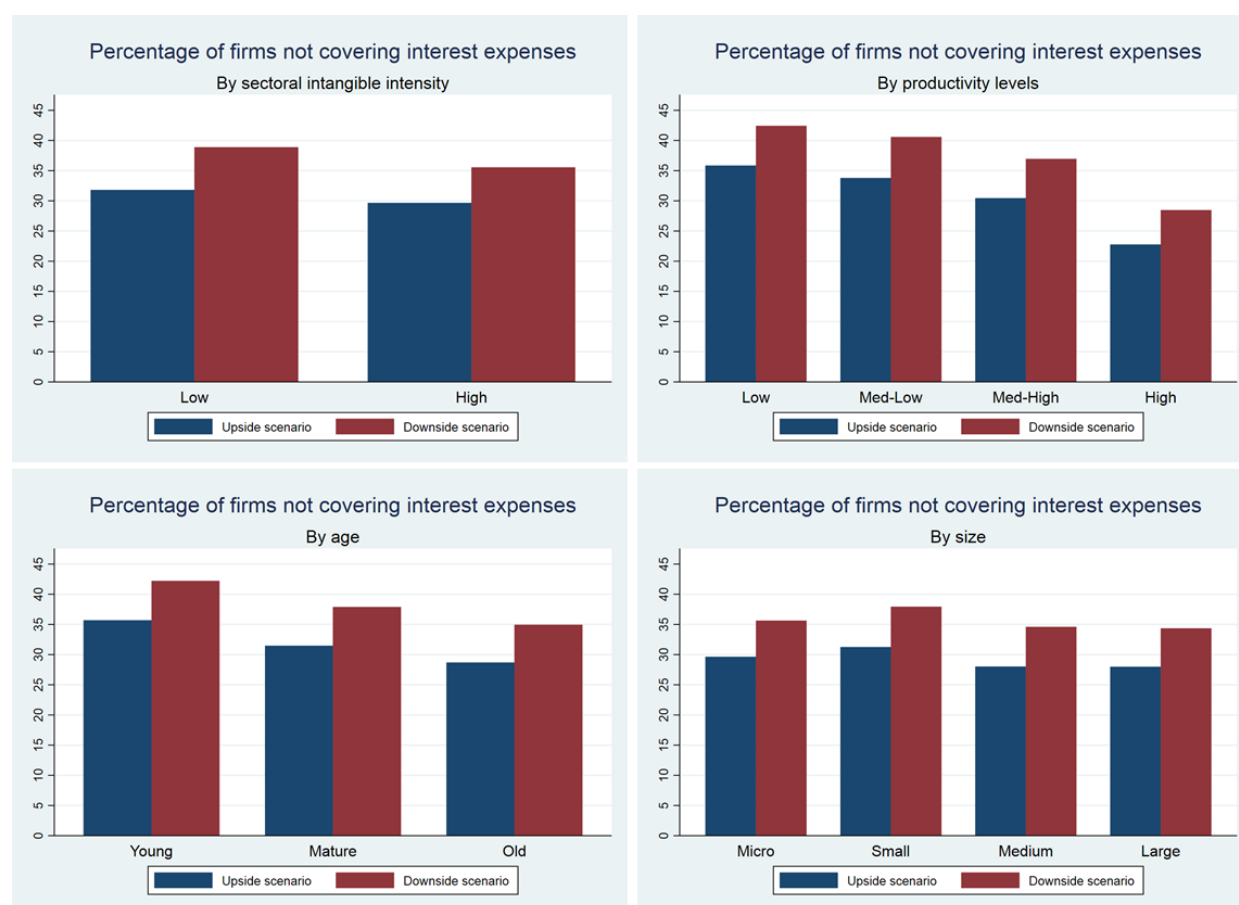 Percentage of firms not covering interest expenses
By sectoral intangible intensity
45
40
35
30
25
20
15
10
5
0
Low High
Upside scenario Downside scenario
Percentage of firms not covering interest expenses
By productivity levels
45
40
35
30
25
20
15
10
5
0
Low Med-Low Med-High High
Upside scenario Downside scenario
Percentage of firms not covering interest expenses
By age
45
40
35
30
25
20
15
10
5
0
Young Mature Old
Upside scenario Downside scenario
Percentage of firms not covering interest expenses
By size
45
40
35
30
25
20
15
10
5
0
Micro Small Medium Large
Upside scenario Downside scenario